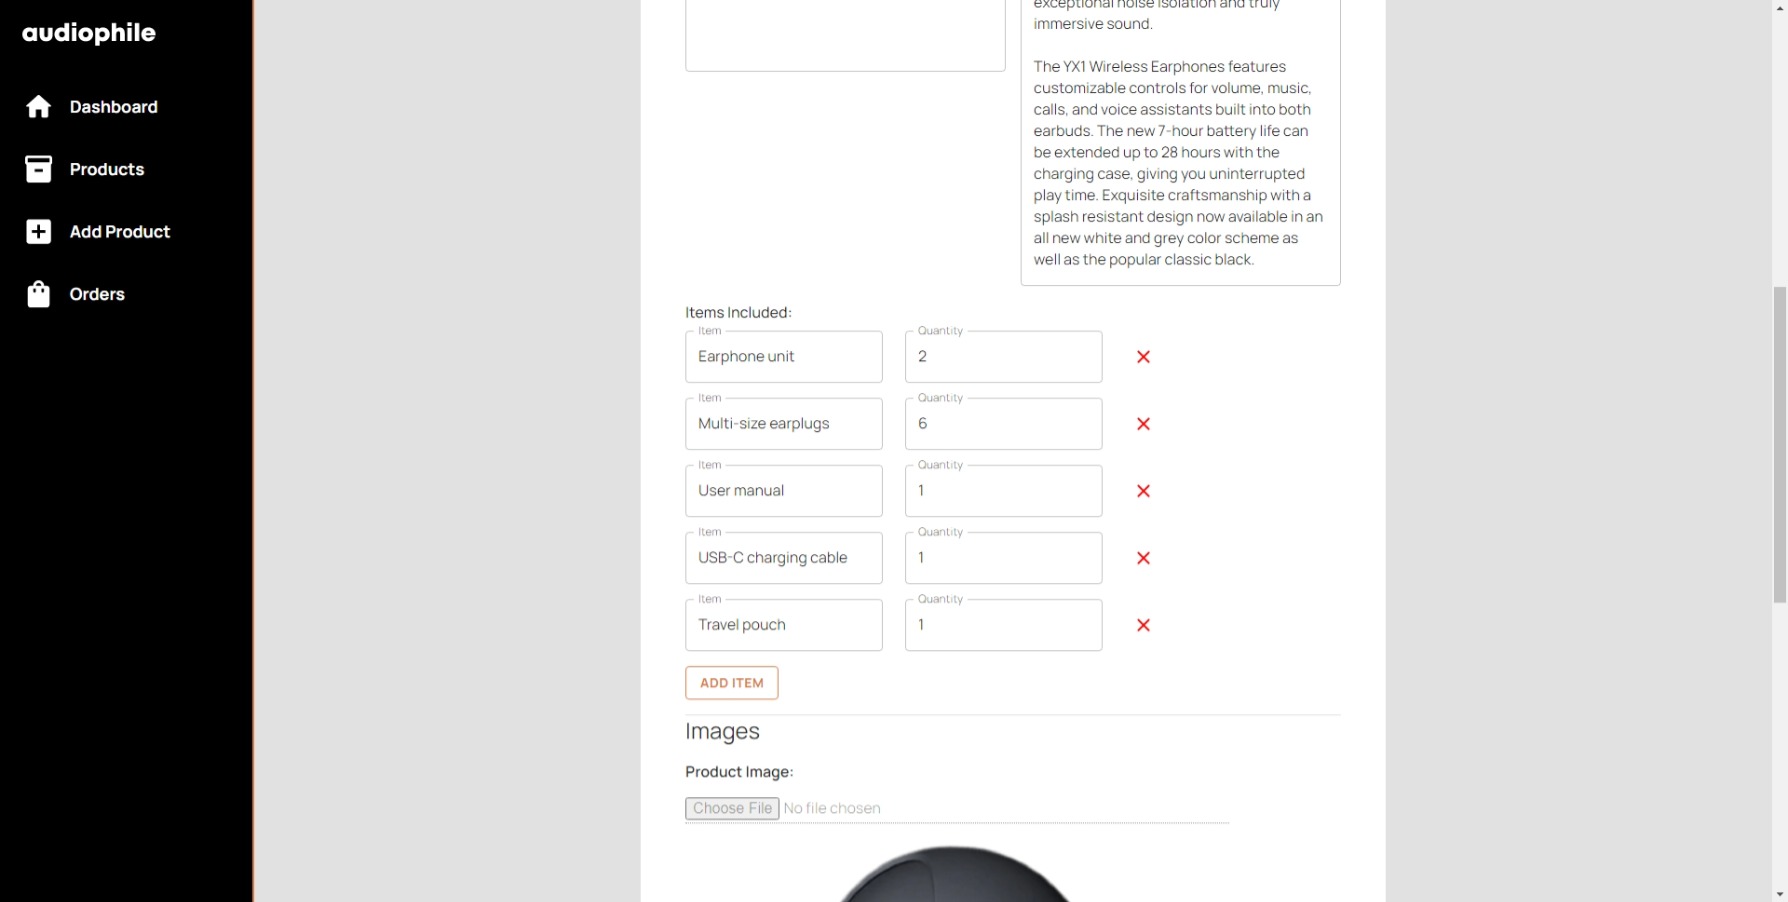 audiophile
Dashboard
Products
Add Product
Orders
exceptional noise isolation and truly
immersive sound.
The YX1 Wireless Earphones features
customizable controls for volume, music,
calls, and voice assistants built into both
earbuds. The new 7-hour battery life can
be extended up to 28 hours with the
charging case, giving you uninterrupted
play time. Exquisite craftsmanship with a
splash resistant design now available in an
all new white and grey color scheme as
well as the popular classic black.
Items Included:
Item Quantity
Earphone unit 2
Item Quantity
Multi-size earplugs 6
Item Quantity
User manual 1
Item Quantity
USB-C charging cable 1
Item Quantity
Travel pouch 1
ADD ITEM
Images
Product Image:
Choose File No file chosen